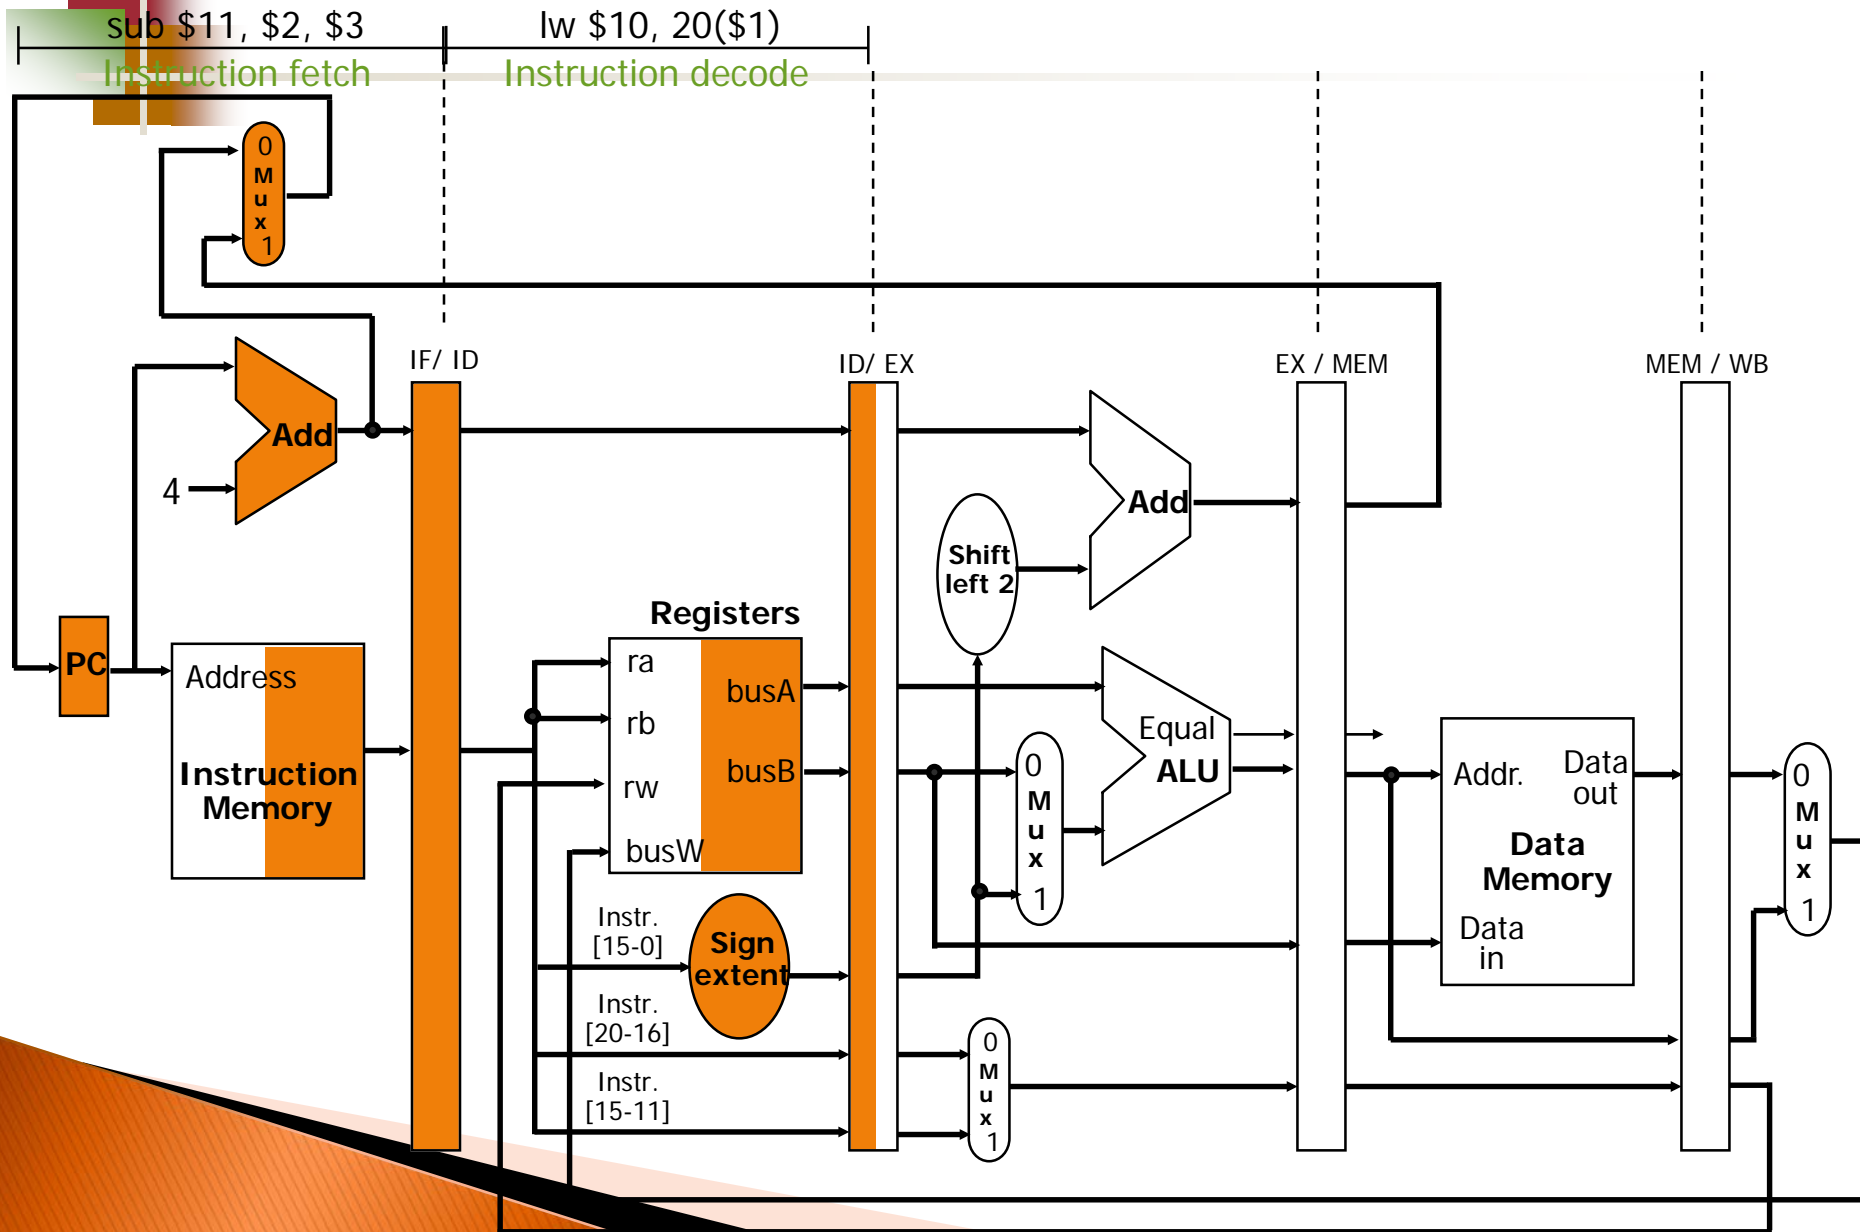 sub $11, $2, $3
lw $10, 20($1)
Instruction fetch
Instruction decode
0
M
u
x
1
IF/ ID
ID/ EX
EX / MEM
MEM / WB
Add
4
Add
Shift
left 2
PC
Address
Instruction
Memory
Registers
ra
rb
rw
busW
busA
busB
Instr.
[15-0]
Sign
extent
Instr.
[20-16]
Instr.
[15-11]
0
M
u
x
1
Equal
ALU
0
M
u
x
1
Addr.
Data
out
Data
Memory
Data
in
0
M
u
x
1